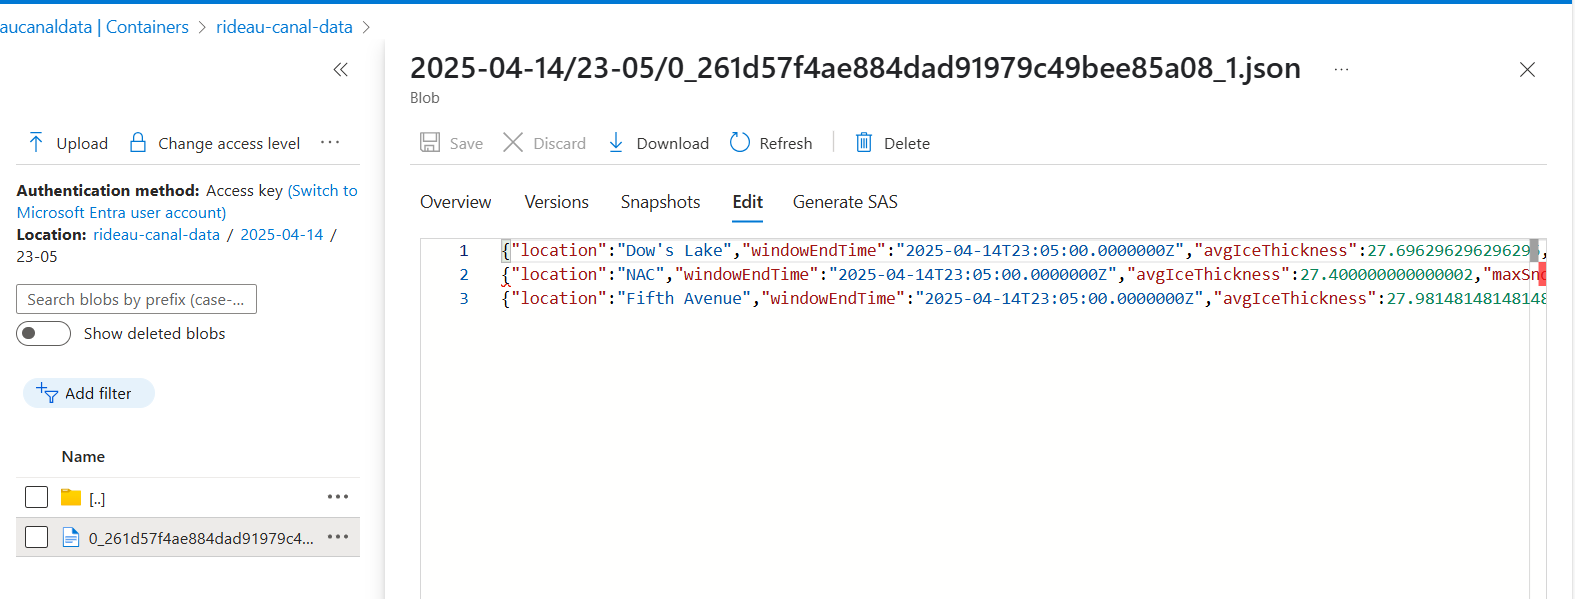 aucanaldata | Containers > rideau-canal-data >
2025-04-14/23-05/0_261d57f4ae884dad91979c49bee85a08_1.json ...
Blob
Upload Change access level ...
Authentication method: Access key (Switch to
Microsoft Entra user account)
Location: rideau-canal-data / 2025-04-14 /
23-05
Search blobs by prefix (case-...
Show deleted blobs
Add filter
Name
[..]
0_261d57f4ae884dad91979c4...
Save Discard Download Refresh Delete
Overview Versions Snapshots Edit Generate SAS
1 {"location":"Dow's Lake","windowEndTime":"2025-04-14T23:05:00.0000000Z","avgIceThickness":27.696296296296296,
2 {"location":"NAC","windowEndTime":"2025-04-14T23:05:00.0000000Z","avgIceThickness":27.400000000000002,"maxSno
3 {"location":"Fifth Avenue","windowEndTime":"2025-04-14T23:05:00.0000000Z","avgIceThickness":27.98148148148148